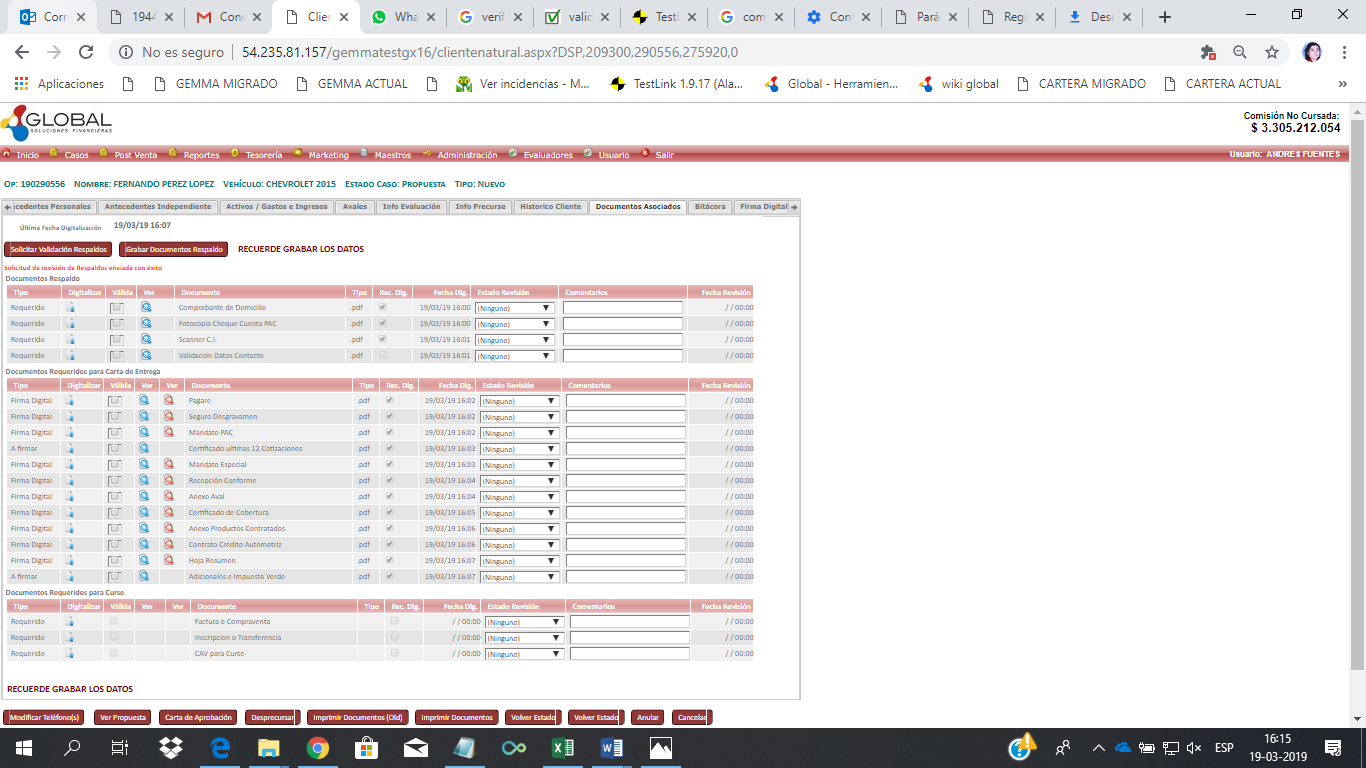 Corr 1944 Con Clien Wha verif valid Testl com Con Pará Regi Desc
No es seguro 54.235.81.157/gemmatestgx16/clientenatural.aspx?DSP,209300,290556,275920,0
Aplicaciones GEMMA MIGRADO GEMMA ACTUAL Ver incidencias - M... TestLink 1.9.17 (Ala... Global - Herramien... wiki global CARTERA MIGRADO CARTERA ACTUAL »
GLOBAL
SOLUCIONES FINANCIERAS
Comisión No Cursada:
$ 3.305.212.054
Inicio Casos Post Venta Reportes Tesorería Marketing Maestros Administración Evaluadores Usuario Salir Usuario: ANDRES FUENTES
OP: 190290556 NOMBRE: FERNANDO PEREZ LOPEZ VEHÍCULO: CHEVROLET 2015 ESTADO CASO: PROPUESTA TIPO: NUEVO
cedentes Personales Antecedentes Independiente Activos / Gastos e Ingresos Avales Info Evaluación Info Precurse Historico Cliente Documentos Asociados Bitácora Firma Digital
Última Fecha Digitalización 19/03/19 16:07
Solicitar Validación Respaldos Grabar Documentos Respaldo RECUERDE GRABAR LOS DATOS
Solicitud de revisión de Respaldos enviada con éxito
Documentos Respaldo
Tipo Digitalizar Válida Ver Documento Tipo Rec. Dig. Fecha Dig. Estado Revisión Comentarios Fecha Revisión
Requerido Comprobante de Domicilio .pdf 19/03/19 16:00 (Ninguno) / / 00:00
Requerido Fotocopia Cheque Cuenta PAC .pdf 19/03/19 16:00 (Ninguno) / / 00:00
Requerido Scanner C.I. .pdf 19/03/19 16:01 (Ninguno) / / 00:00
Requerido Validación Datos Contacto .pdf 19/03/19 16:01 (Ninguno) / / 00:00
Documentos Requeridos para Carta de Entrega
Tipo Digitalizar Válida Ver Ver Documento Tipo Rec. Dig. Fecha Dig. Estado Revisión Comentarios Fecha Revisión
Firma Digital Pagare .pdf 19/03/19 16:02 (Ninguno) / / 00:00
Firma Digital Seguro Desgravamen .pdf 19/03/19 16:02 (Ninguno) / / 00:00
Firma Digital Mandato PAC .pdf 19/03/19 16:02 (Ninguno) / / 00:00
A firmar Certificado ultimas 12 Cotizaciones .pdf 19/03/19 16:03 (Ninguno) / / 00:00
Firma Digital Mandato Especial .pdf 19/03/19 16:03 (Ninguno) / / 00:00
Firma Digital Recepción Conforme .pdf 19/03/19 16:04 (Ninguno) / / 00:00
Firma Digital Anexo Aval .pdf 19/03/19 16:04 (Ninguno) / / 00:00
Firma Digital Certificado de Cobertura .pdf 19/03/19 16:05 (Ninguno) / / 00:00
Firma Digital Anexo Productos Contratados .pdf 19/03/19 16:06 (Ninguno) / / 00:00
Firma Digital Contrato Crédito Automotriz .pdf 19/03/19 16:06 (Ninguno) / / 00:00
Firma Digital Hoja Resumen .pdf 19/03/19 16:07 (Ninguno) / / 00:00
A firmar Adicionales e Impuesto Verde .pdf 19/03/19 16:07 (Ninguno) / / 00:00
Documentos Requeridos para Curse
Tipo Digitalizar Válida Ver Ver Documento Tipo Rec. Dig. Fecha Dig. Estado Revisión Comentarios Fecha Revisión
Requerido Factura o Compraventa / / 00:00 (Ninguno) / / 00:00
Requerido Inscripcion o Transferencia / / 00:00 (Ninguno) / / 00:00
Requerido CAV para Curse / / 00:00 (Ninguno) / / 00:00
RECUERDE GRABAR LOS DATOS
Modificar Teléfono(s) Ver Propuesta Carta de Aprobación Desprecursar Imprimir Documentos (Old) Imprimir Documentos Volver Estado Volver Estado Anular Cancelar
ESP 16:15
19-03-2019